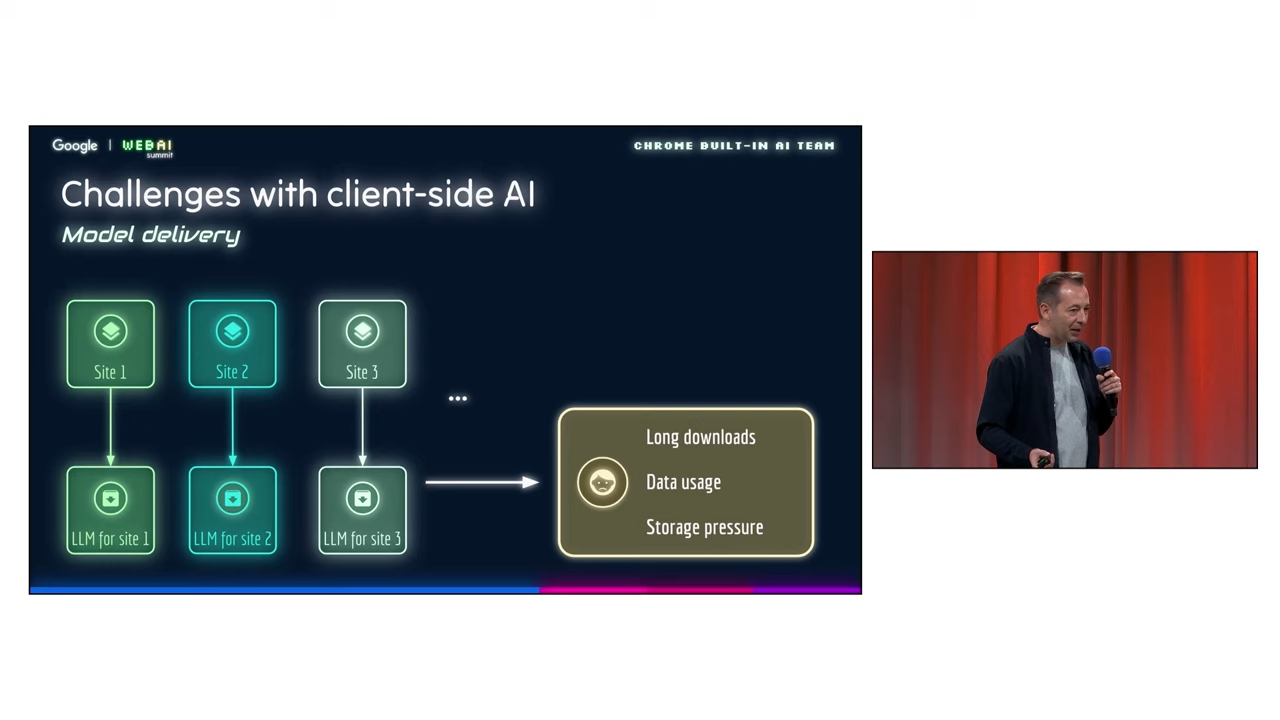 Google | WEBAI summit
CHROME BUILT-IN AI TEAM
Challenges with client-side AI
Model delivery
Site 1
Site 2
Site 3
...
LLM for site 1
LLM for site 2
LLM for site 3
Long downloads
Data usage
Storage pressure